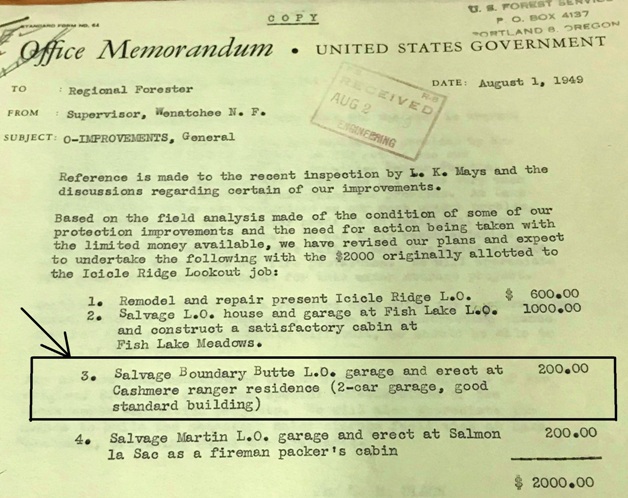 COPY
STANDARD FORM NO. 64
U. S. FOREST SERVICE
P. O. BOX 4137
PORTLAND 8, OREGON
Office Memorandum • UNITED STATES GOVERNMENT
TO : Regional Forester
DATE: August 1, 1949
FROM : Supervisor, Wenatchee N. F.
SUBJECT: O-IMPROVEMENTS, General
RECEIVED
AUG 2
ENGINEERING
Reference is made to the recent inspection by L. K. Mays and the
discussions regarding certain of our improvements.
Based on the field analysis made of the condition of some of our
protection improvements and the need for action being taken with
the limited money available, we have revised our plans and expect
to undertake the following with the $2000 originally allotted to
the Icicle Ridge Lookout job:
1. Remodel and repair present Icicle Ridge L.O. $ 600.00
2. Salvage L.O. house and garage at Fish Lake L.O. 1000.00
and construct a satisfactory cabin at
Fish Lake Meadows.
3. Salvage Boundary Butte L.O. garage and erect at 200.00
Cashmere ranger residence (2-car garage, good
standard building)
4. Salvage Martin L.O. garage and erect at Salmon 200.00
la Sac as a fireman packer's cabin
$ 2000.00